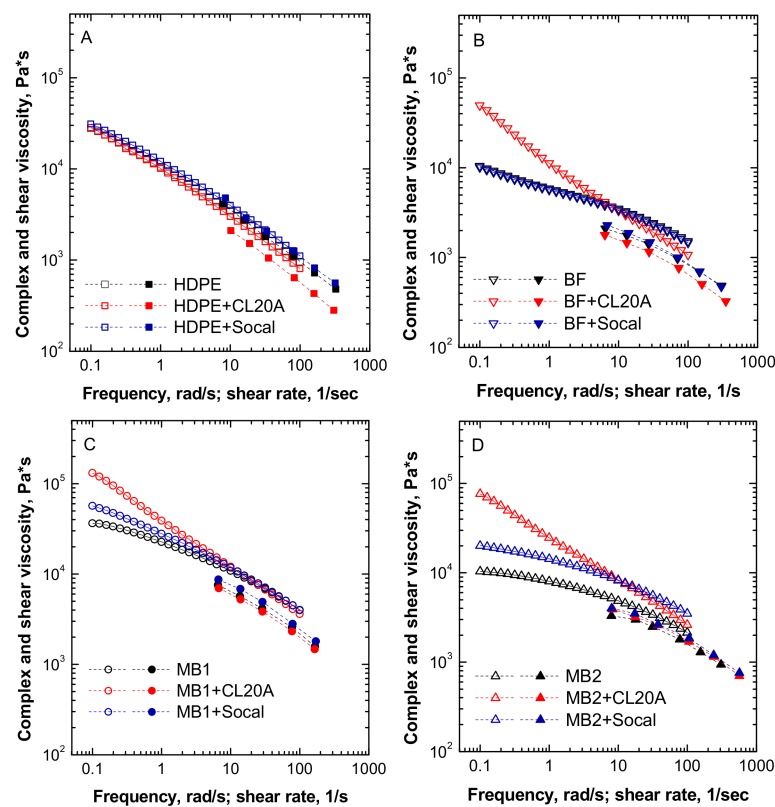 A
Complex and shear viscosity, Pa*s
10^5
10^4
10^3
10^2
HDPE
HDPE+CL20A
HDPE+Socal
0.1 1 10 100 1000
Frequency, rad/s; shear rate, 1/sec
B
Complex and shear viscosity, Pa*s
10^5
10^4
10^3
10^2
BF
BF+CL20A
BF+Socal
0.1 1 10 100 1000
Frequency, rad/s; shear rate, 1/s
C
Complex and shear viscosity, Pa*s
10^5
10^4
10^3
10^2
MB1
MB1+CL20A
MB1+Socal
0.1 1 10 100 1000
Frequency, rad/s; shear rate, 1/s
D
Complex and shear viscosity, Pa*s
10^5
10^4
10^3
10^2
MB2
MB2+CL20A
MB2+Socal
0.1 1 10 100 1000
Frequency, rad/s; shear rate, 1/sec